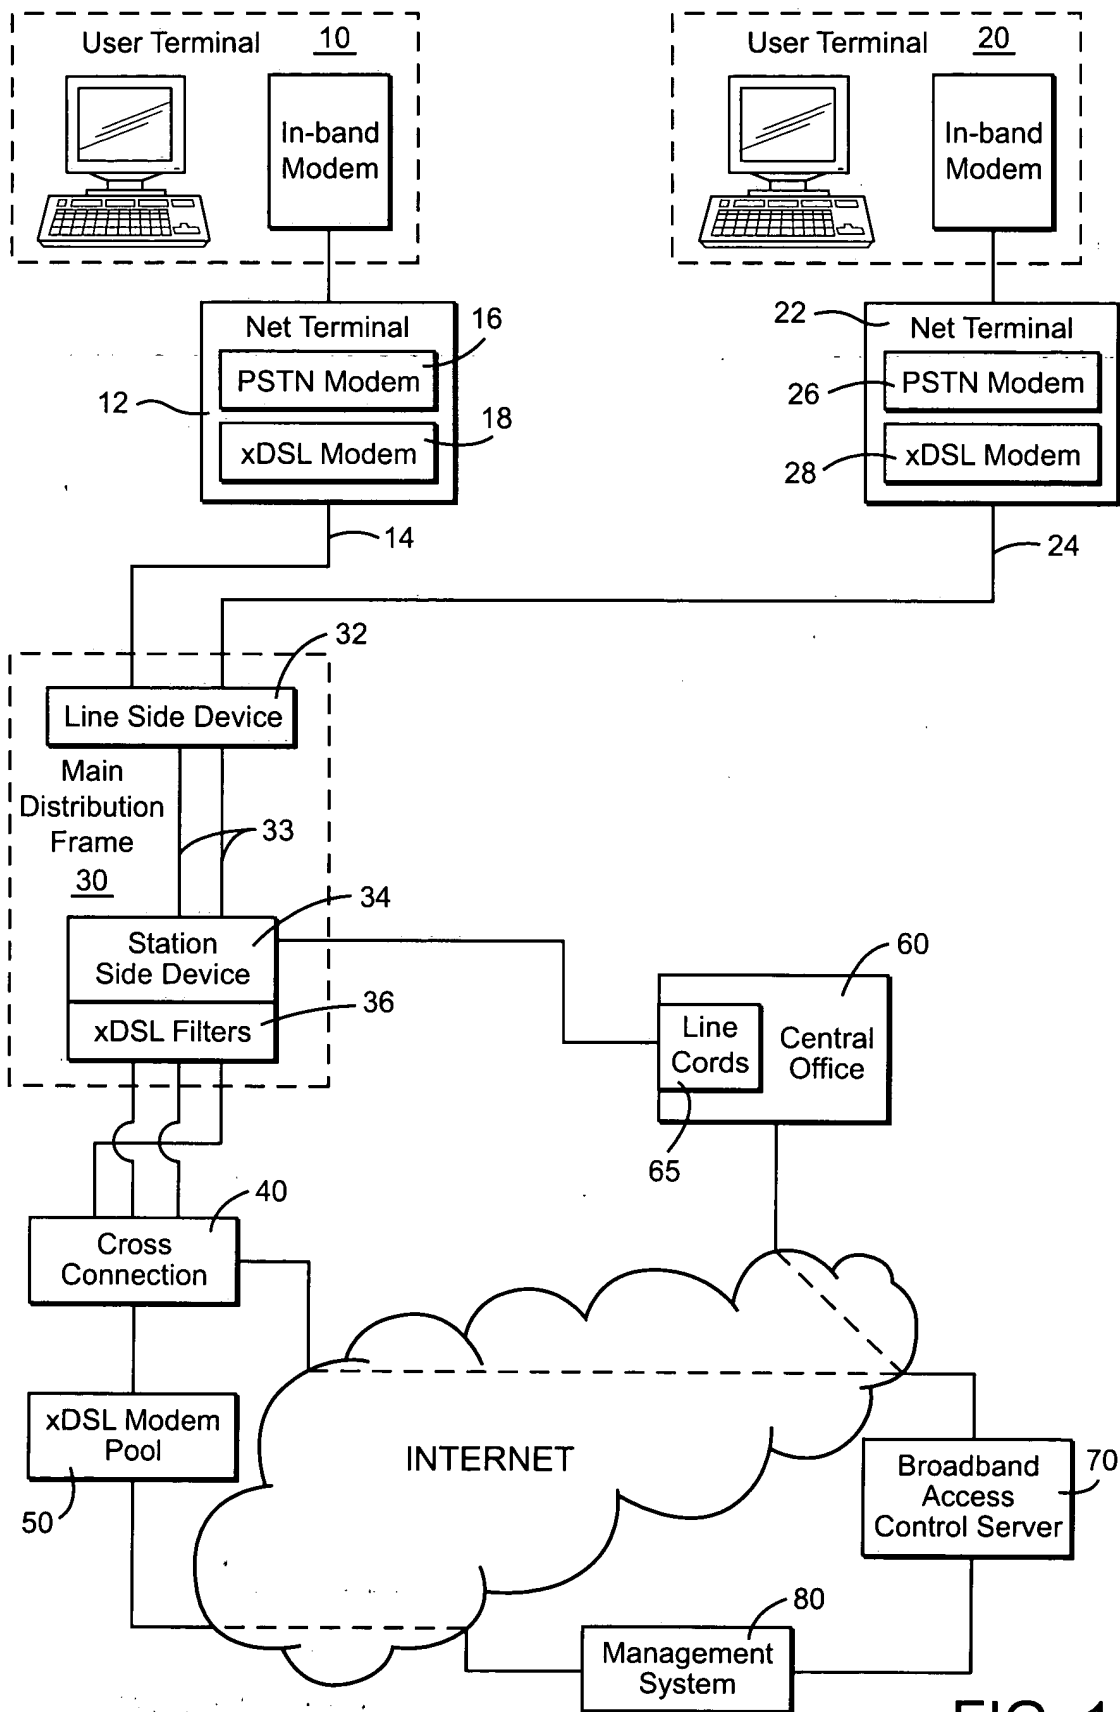 User Terminal 10
In-band
Modem
User Terminal 20
In-band
Modem
Net Terminal
16
PSTN Modem
12
18
xDSL Modem
22
Net Terminal
PSTN Modem
26
xDSL Modem
28
14
24
32
Line Side Device
Main
Distribution
Frame
30
33
34
Station
Side Device
36
xDSL Filters
60
Line
Cords
Central
Office
65
40
Cross
Connection
xDSL Modem
Pool
50
INTERNET
Broadband
Access
Control Server
70
80
Management
System
FIG. 1